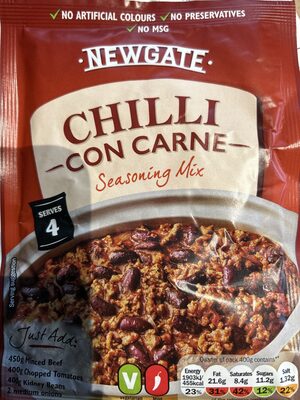 ✓ NO ARTIFICIAL COLOURS ✓ NO PRESERVATIVES
✓ NO MSG
·NEWGATE·
CHILLI
–CON CARNE–
Seasoning Mix
SERVES
4
Serving suggestion
Just Add:
450g Minced Beef
400g Chopped Tomatoes
400g Kidney Beans
2 medium onions
V
Vegetarian
Quarter of pack 400g contains**
Energy Fat Saturates Sugars Salt
1903kJ 21.6g 8.4g 11.2g 1.32g
455kcal
23% 31% 42% 12% 22%